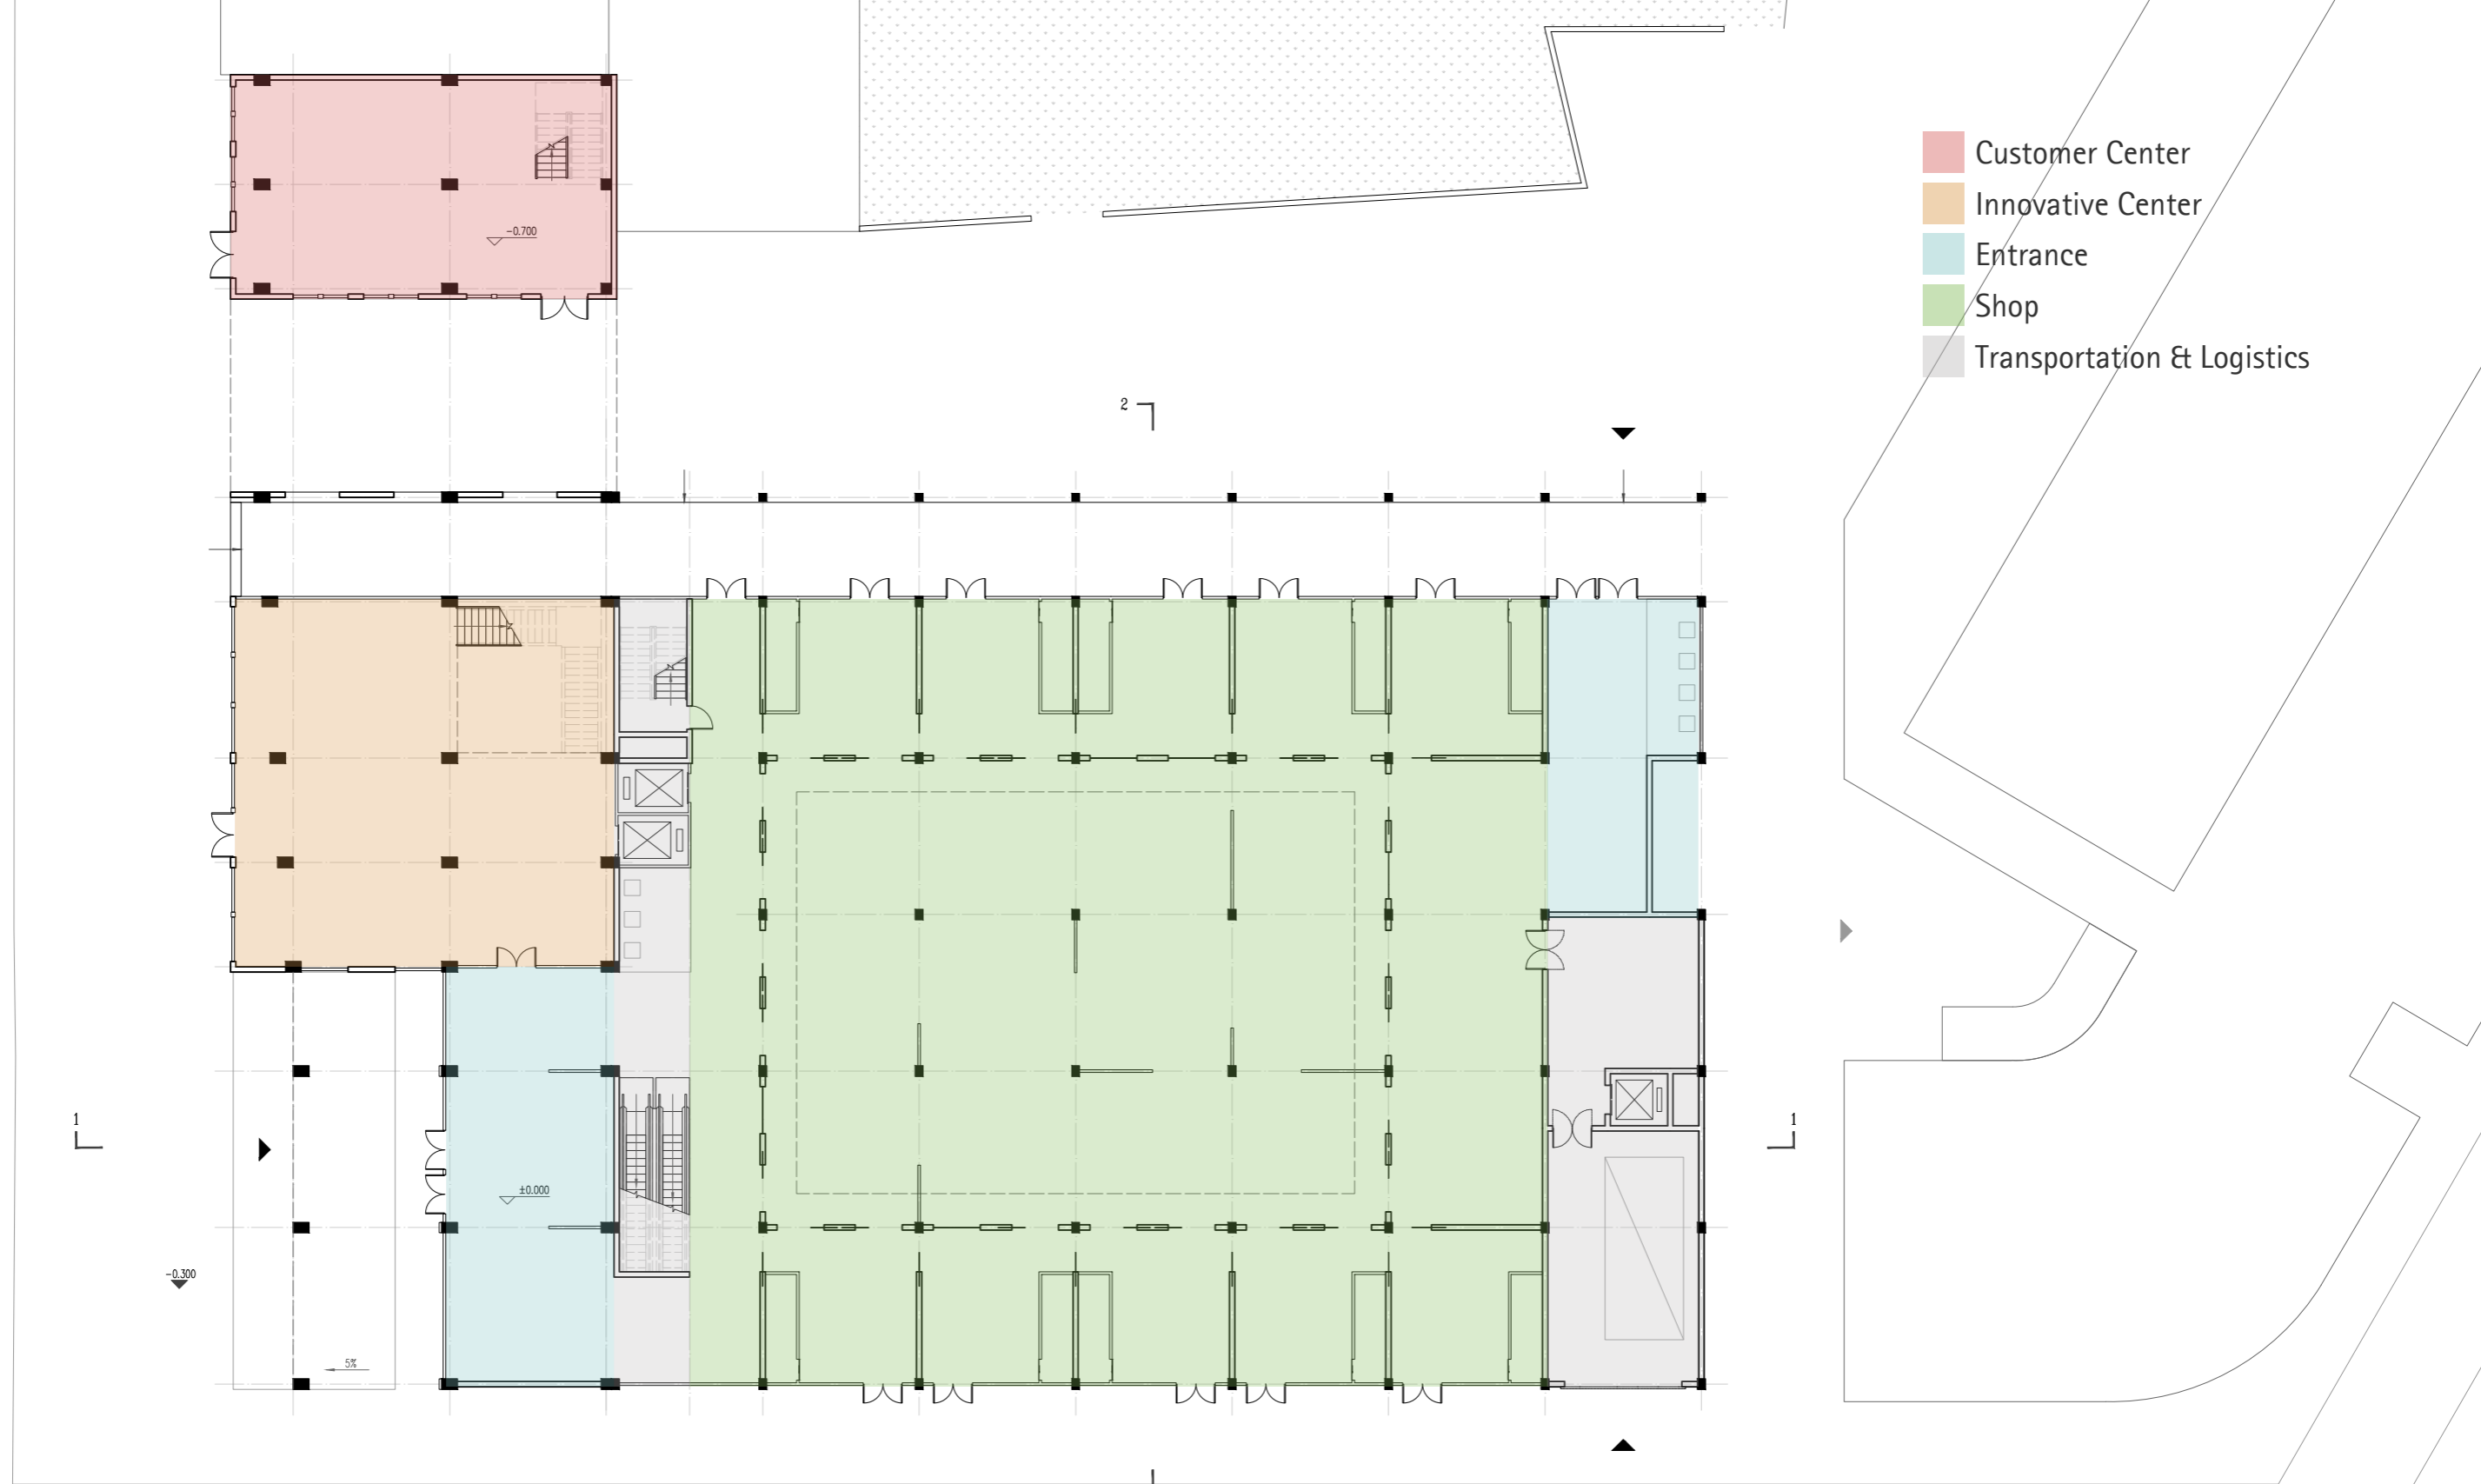 Customer Center
Innovative Center
Entrance
Shop
Transportation & Logistics
-0.700
2
1
1
±0.000
-0.300
5%